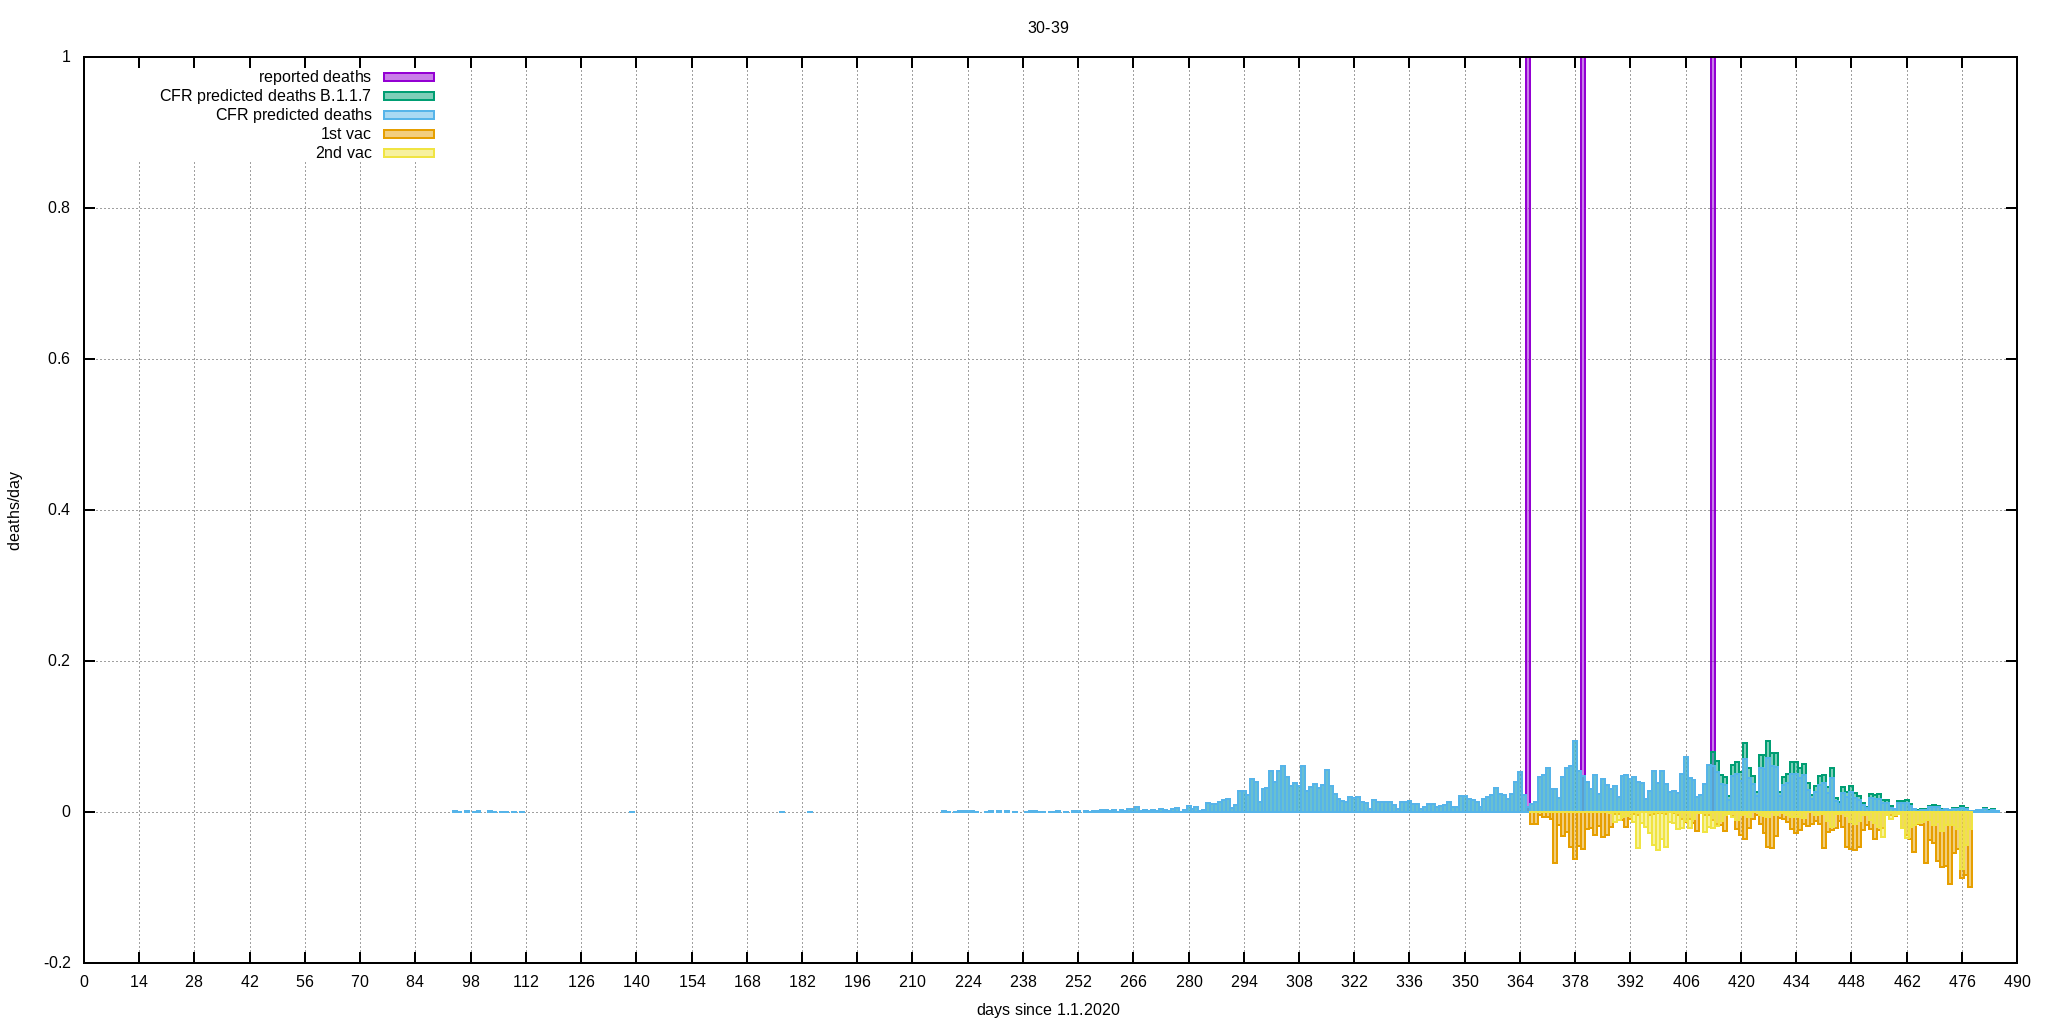 30-39
reported deaths
CFR predicted deaths B.1.1.7
CFR predicted deaths
1st vac
2nd vac
1
0.8
0.6
0.4
0.2
0
-0.2
deaths/day
0 14 28 42 56 70 84 98 112 126 140 154 168 182 196 210 224 238 252 266 280 294 308 322 336 350 364 378 392 406 420 434 448 462 476 490
days since 1.1.2020